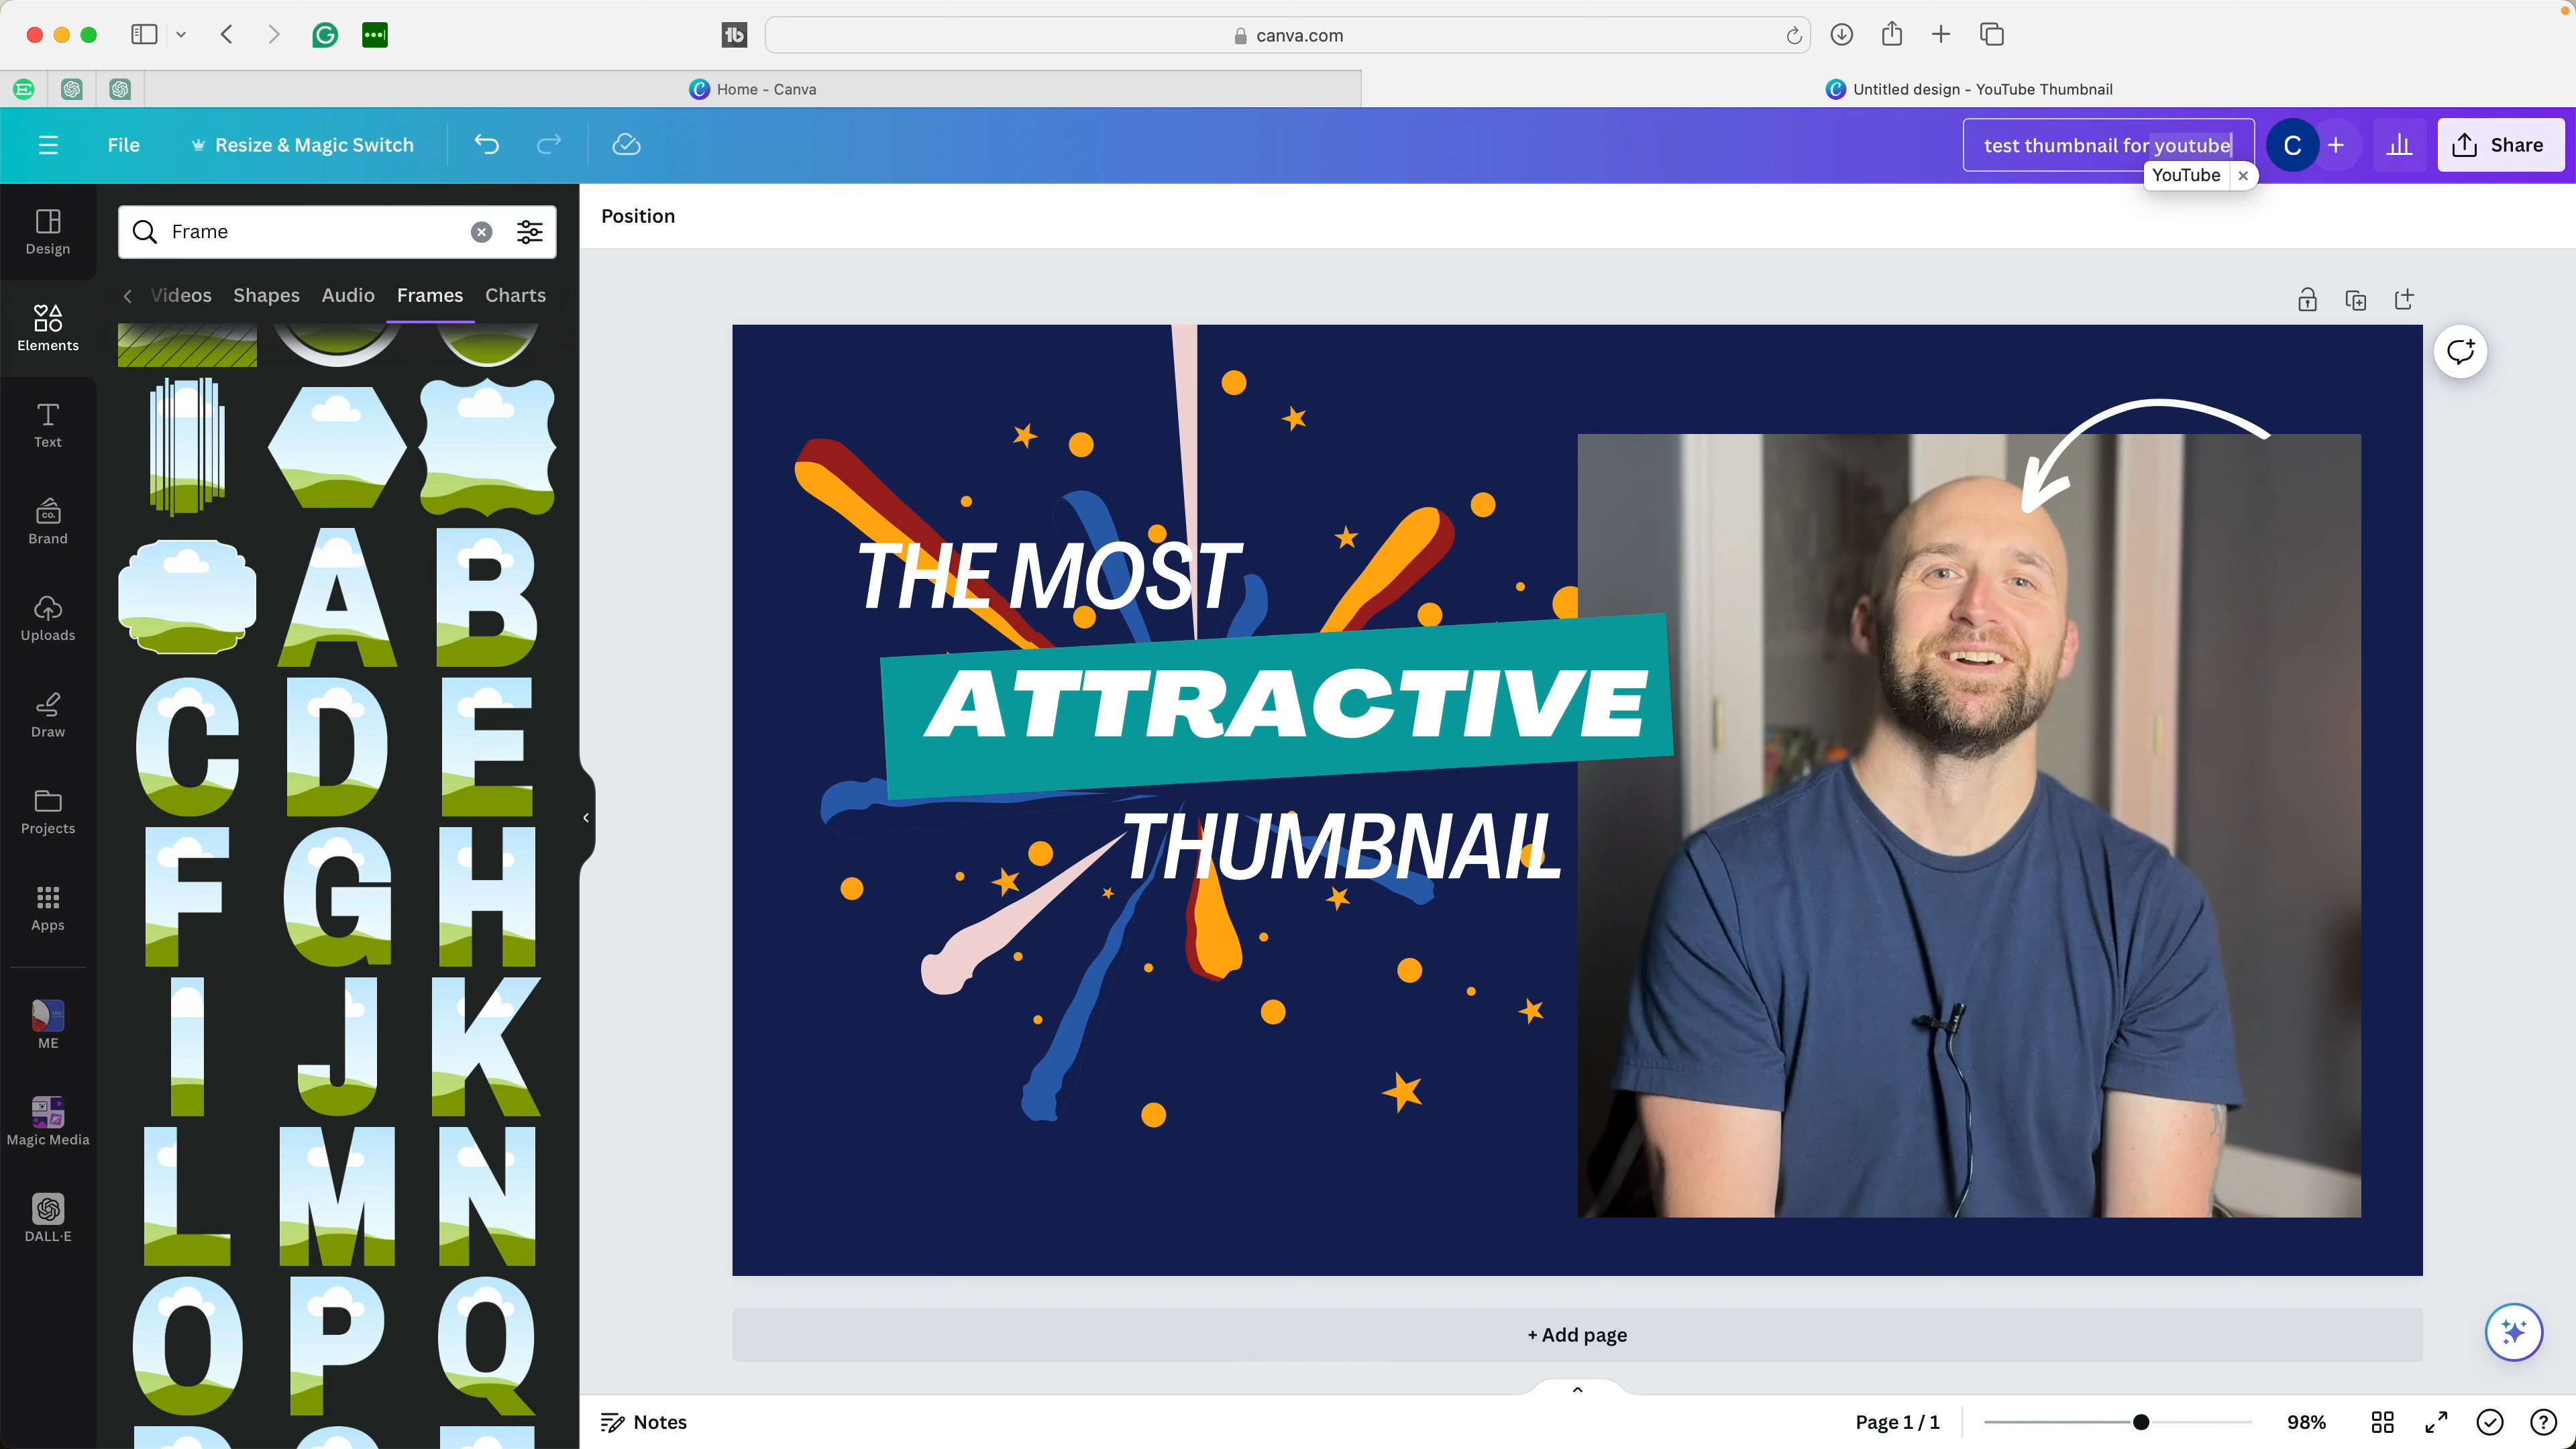 canva.com
Home - Canva
Untitled design - YouTube Thumbnail
File
Resize & Magic Switch
test thumbnail for youtube
C
Share
YouTube
Design
Elements
Text
Brand
Uploads
Draw
Projects
Apps
ME
Magic Media
DALL·E
Frame
Videos Shapes Audio Frames Charts
CO.
A B
C D E
F G H
I J K
L M N
O P Q
Position
THE MOST
ATTRACTIVE
THUMBNAIL
+ Add page
Notes
Page 1 / 1
98%